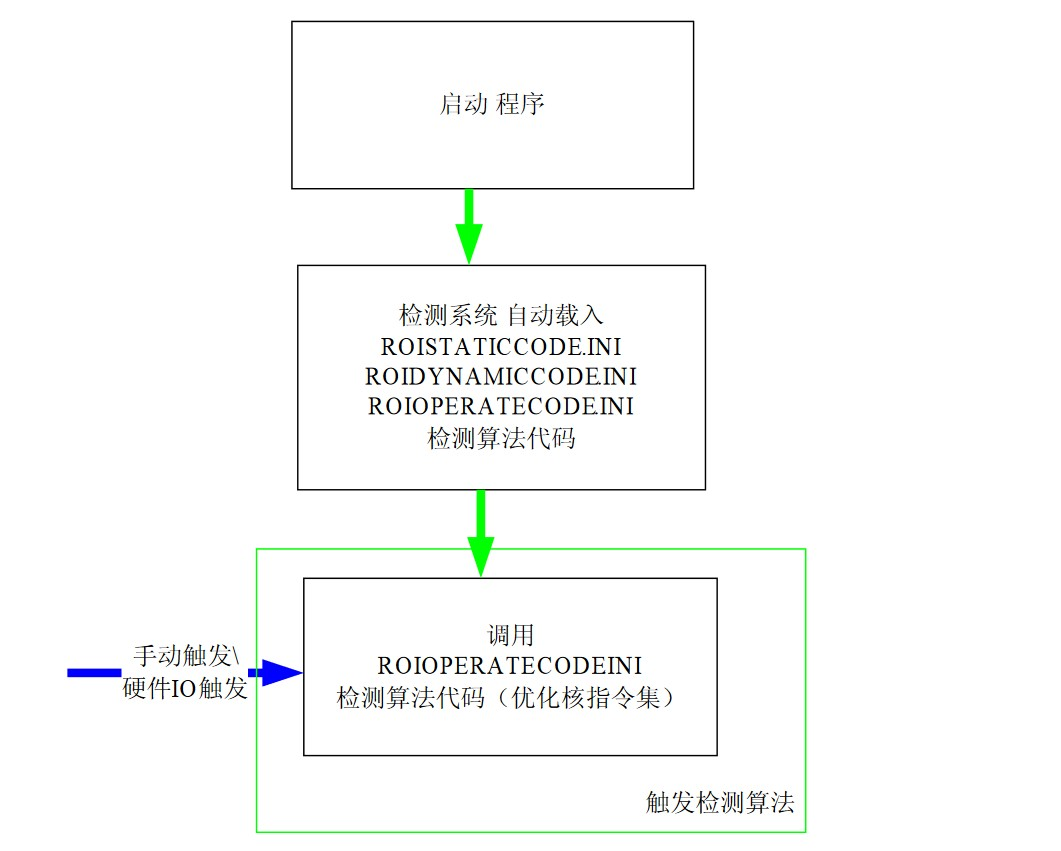 启动 程序
检测系统 自动载入
ROISTATICCODE.INI
ROIDYNAMICCODE.INI
ROIOPERATECODE.INI
检测算法代码
手动触发\
硬件IO触发
调用
ROIOPERATECODEINI
检测算法代码（优化核指令集）
触发检测算法